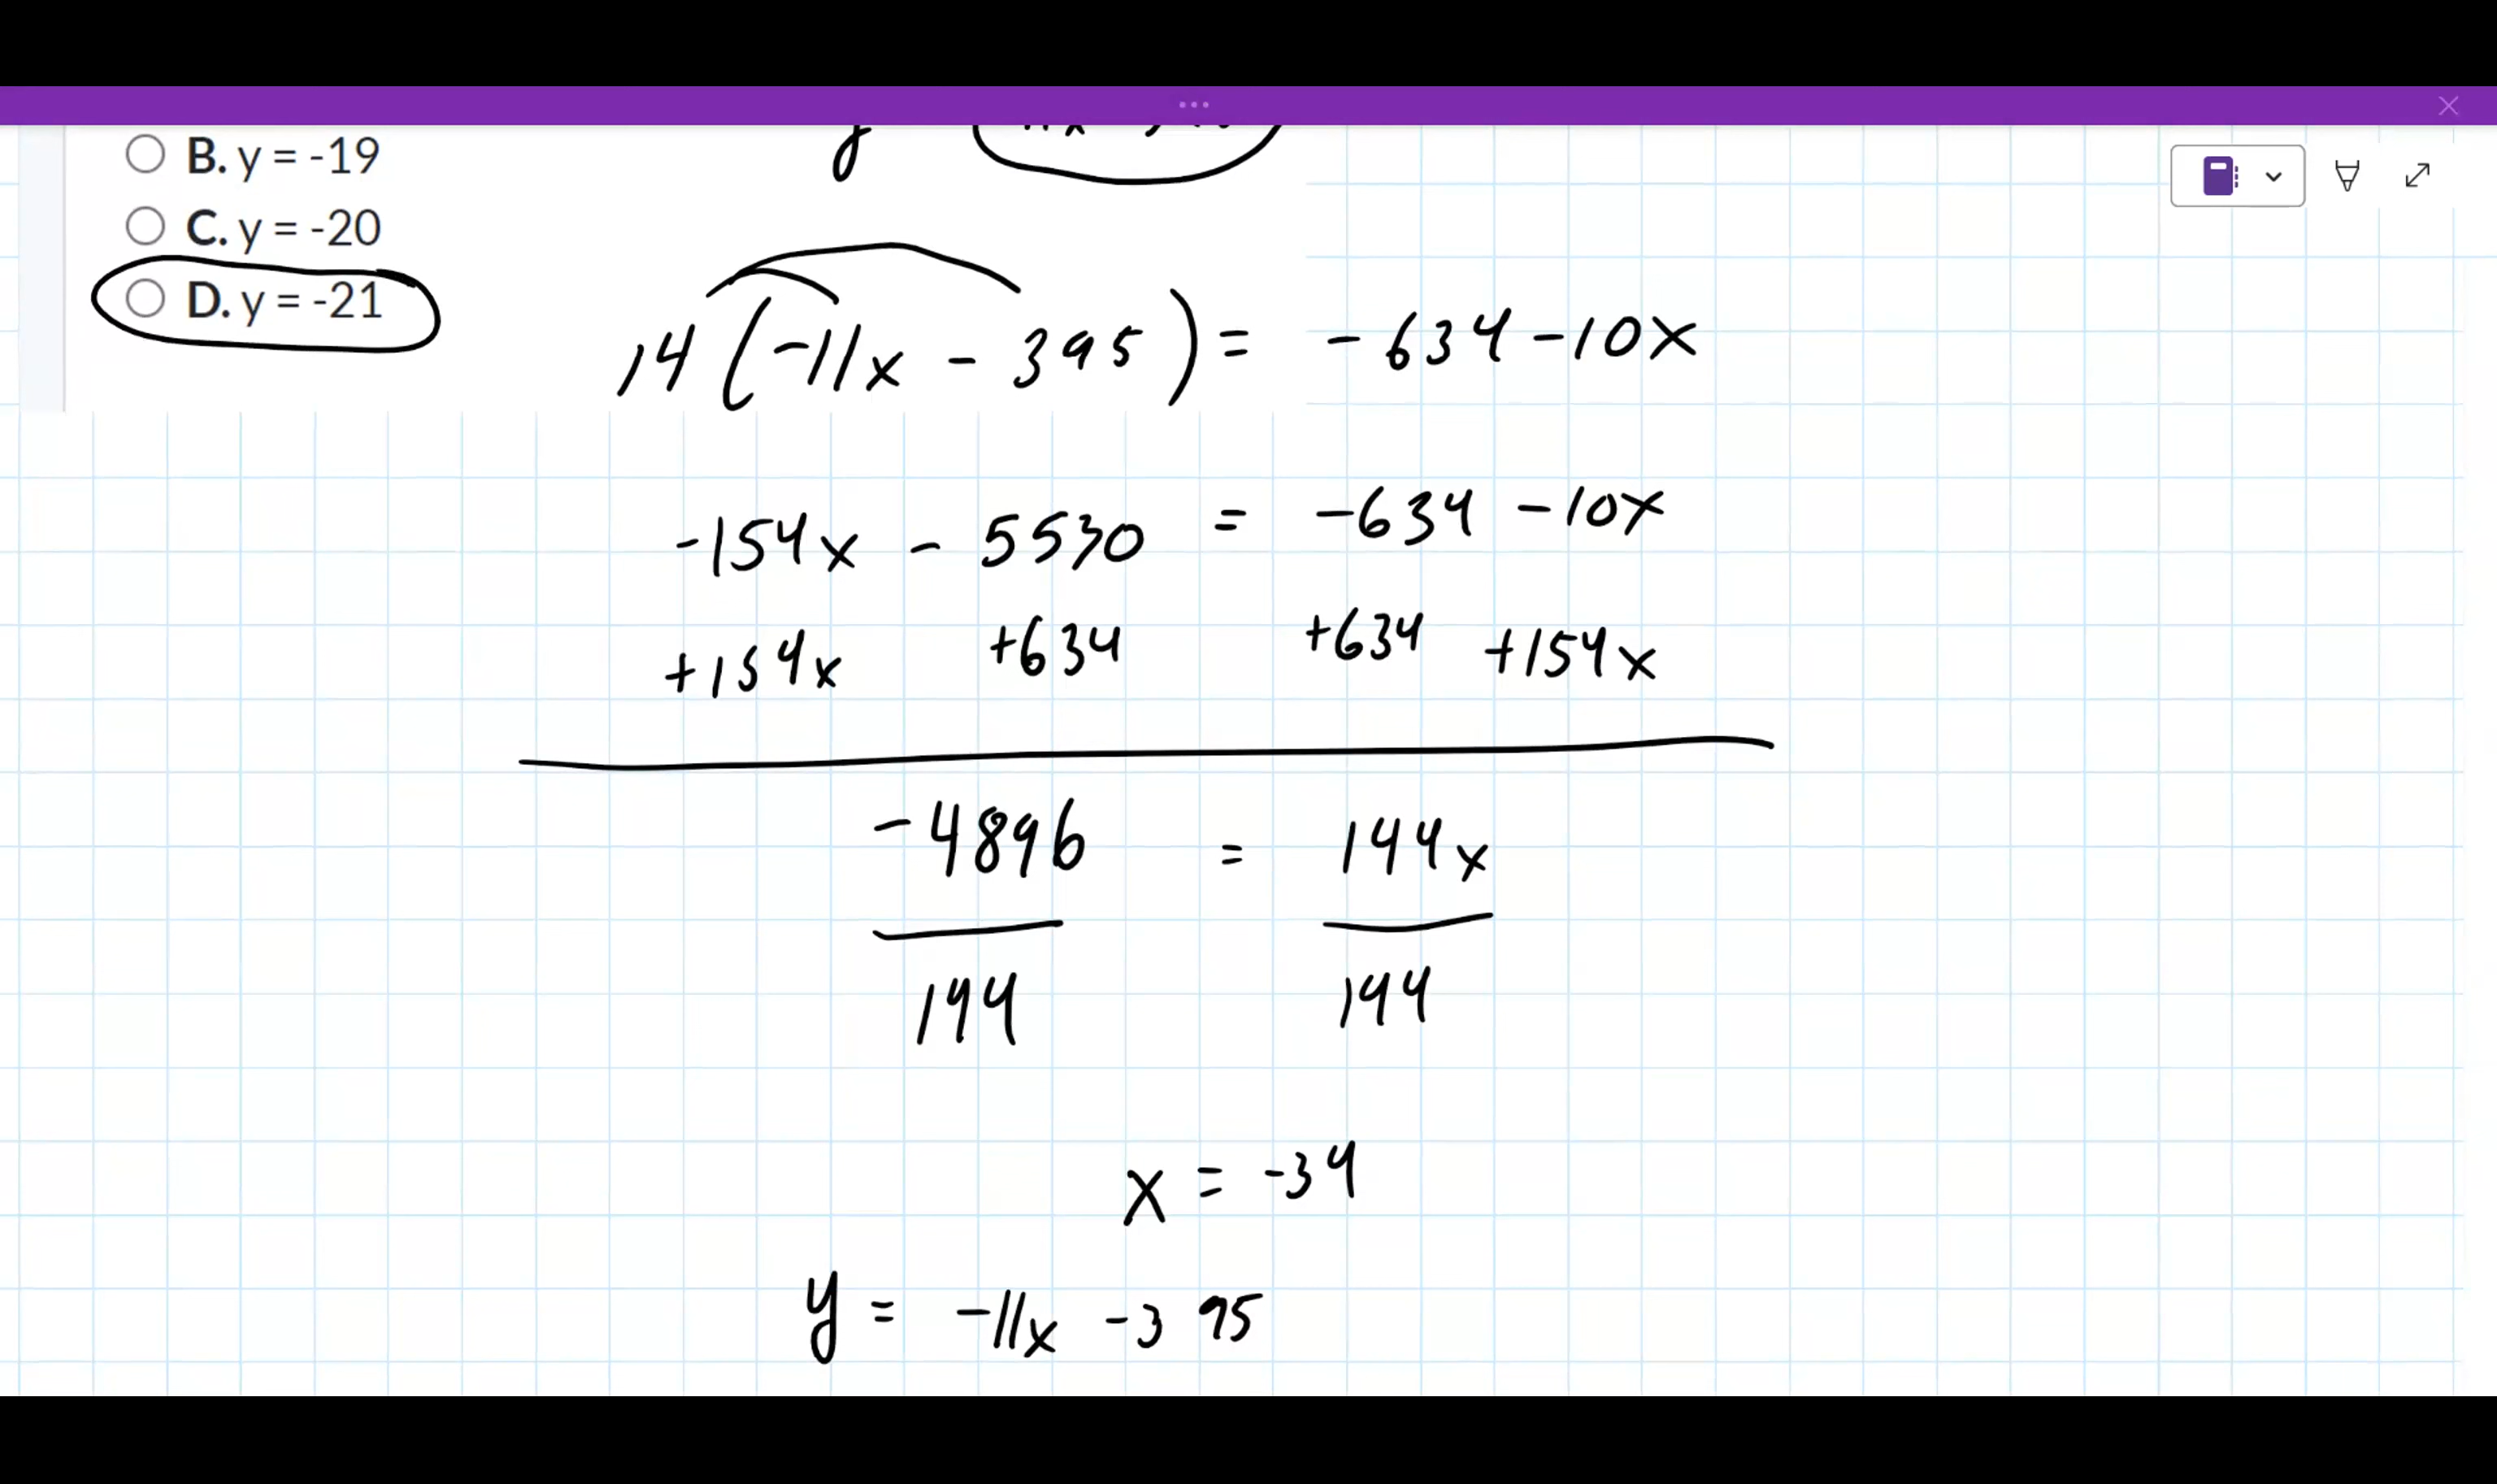 B. y = -19
C. y = -20
D. y = -21
y
14(-11x - 395) = -634 -10x
-154x - 5530 = -634 -10x
+154x +634 +634 +154x
-4896 = 144x
144 144
x = -34
y = -11x -395